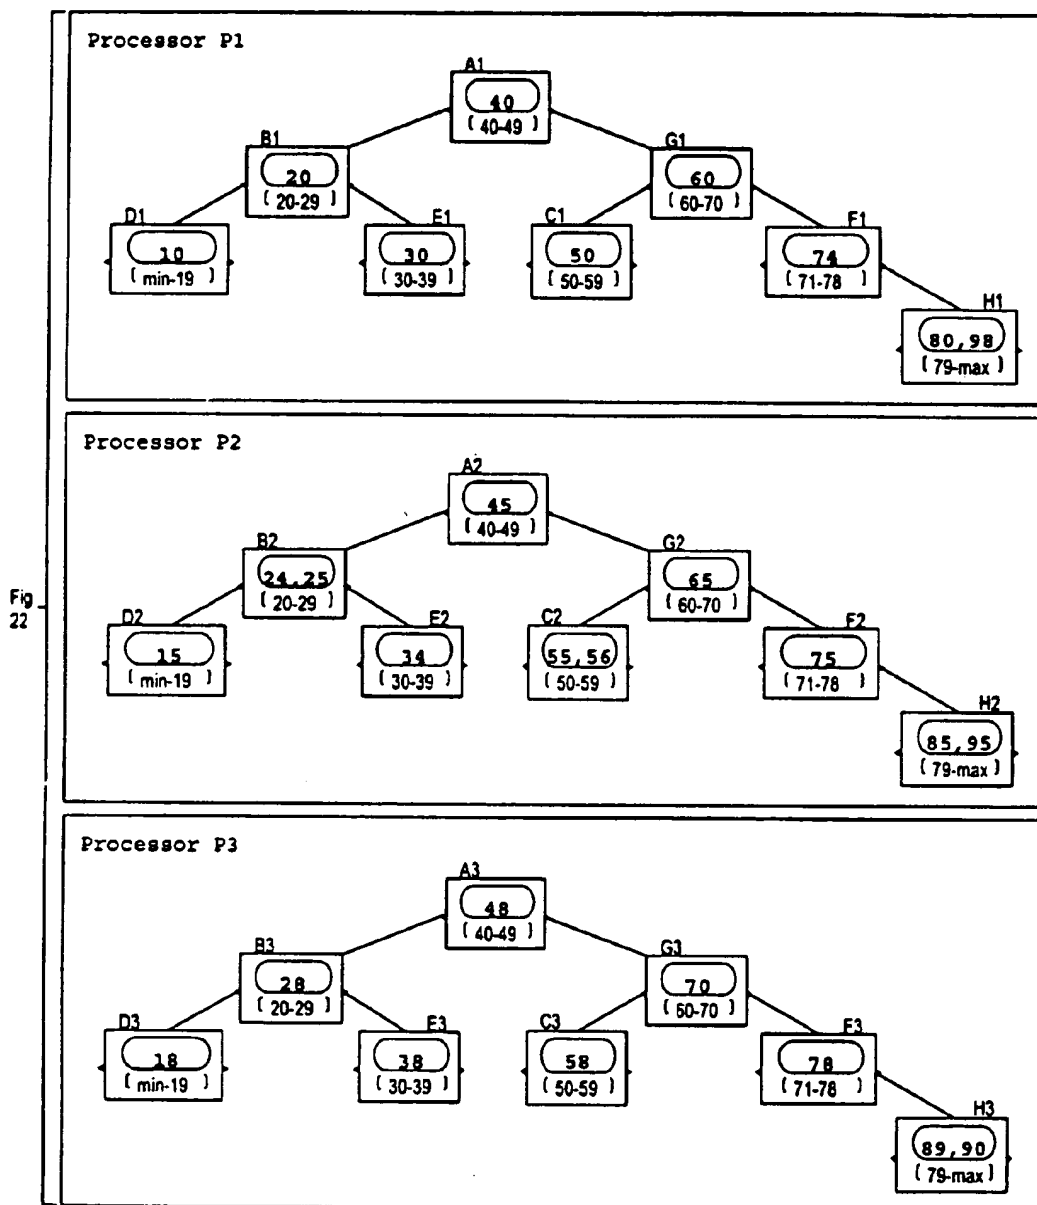 Processor P1
A1
40
( 40-49 )
B1
20
( 20-29 )
G1
60
( 60-70 )
D1
10
( min-19 )
E1
30
( 30-39 )
C1
50
( 50-59 )
F1
74
( 71-78 )
H1
80,98
( 79-max )
Processor P2
A2
45
( 40-49 )
B2
24,25
( 20-29 )
G2
65
( 60-70 )
Fig
22
D2
15
( min-19 )
E2
34
( 30-39 )
C2
55,56
( 50-59 )
F2
75
( 71-78 )
H2
85,95
( 79-max )
Processor P3
A3
48
( 40-49 )
B3
28
( 20-29 )
G3
70
( 60-70 )
D3
18
( min-19 )
E3
38
( 30-39 )
C3
58
( 50-59 )
F3
78
( 71-78 )
H3
89,90
( 79-max )